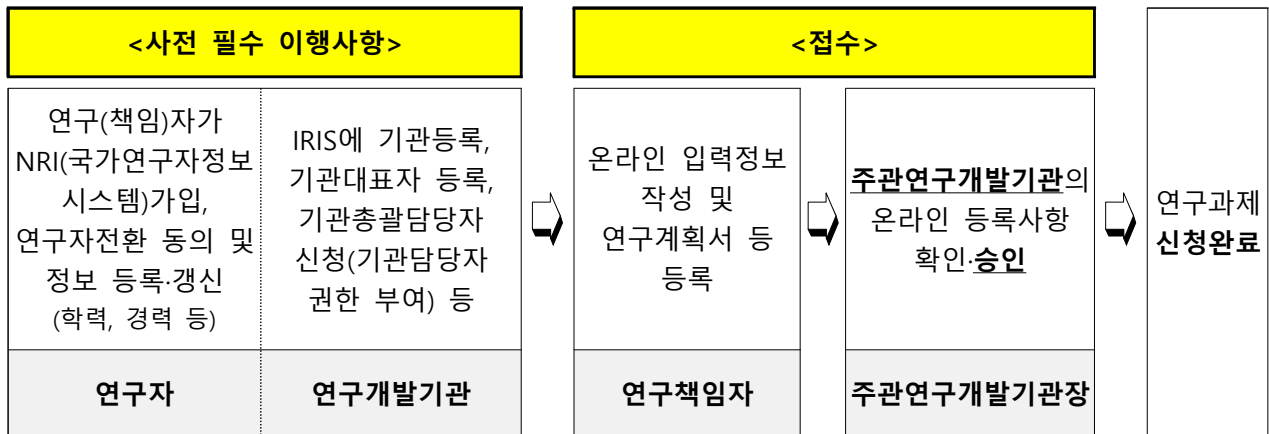 <사전 필수 이행사항>
<접수>
연구(책임)자가
NRI(국가연구자정보
시스템)가입,
연구자전환 동의 및
정보 등록·갱신
(학력, 경력 등)
연구자
IRIS에 기관등록,
기관대표자 등록,
기관총괄담당자
신청(기관담당자
권한 부여) 등
연구개발기관
온라인 입력정보
작성 및
연구계획서 등
등록
연구책임자
주관연구개발기관의
온라인 등록사항
확인·승인
주관연구개발기관장
연구과제
신청완료